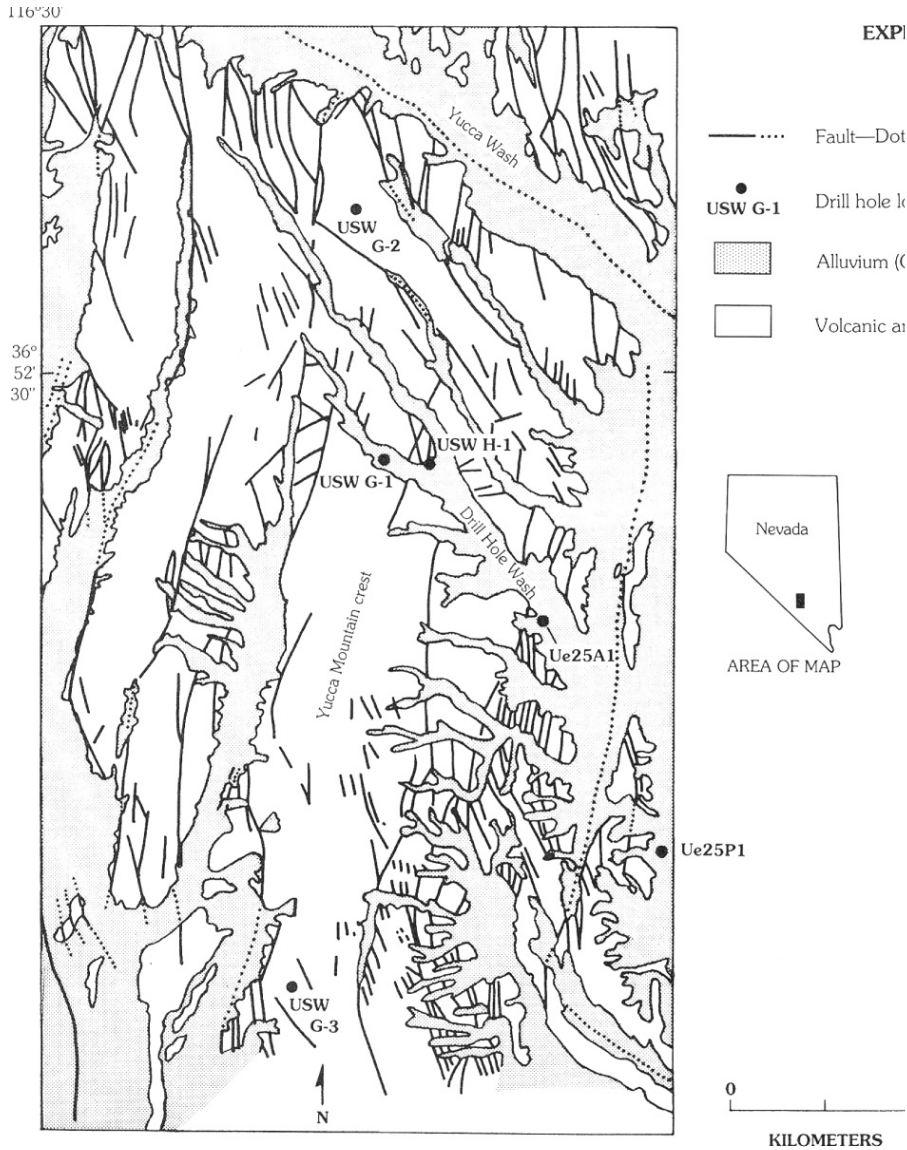 116°30'
Yucca Wash
USW
G-2
36°
52'
30"
USW H-1
USW G-1
Drill Hole Wash
Yucca Mountain crest
Ue25A1
Ue25P1
USW
G-3
N
Fault—Dot
USW G-1
Drill hole lo
Alluvium (
Volcanic ar
Nevada
AREA OF MAP
0
KILOMETERS